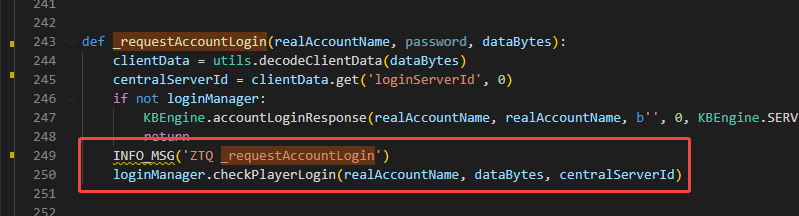 241
242
243 def _requestAccountLogin(realAccountName, password, dataBytes):
244 clientData = utils.decodeClientData(dataBytes)
245 centralServerId = clientData.get('loginServerId', 0)
246 if not loginManager:
247 KBEngine.accountLoginResponse(realAccountName, realAccountName, b'', 0, KBEngine.SERV
248 return
249 INFO_MSG('ZTQ _requestAccountLogin')
250 loginManager.checkPlayerLogin(realAccountName, dataBytes, centralServerId)
251
252